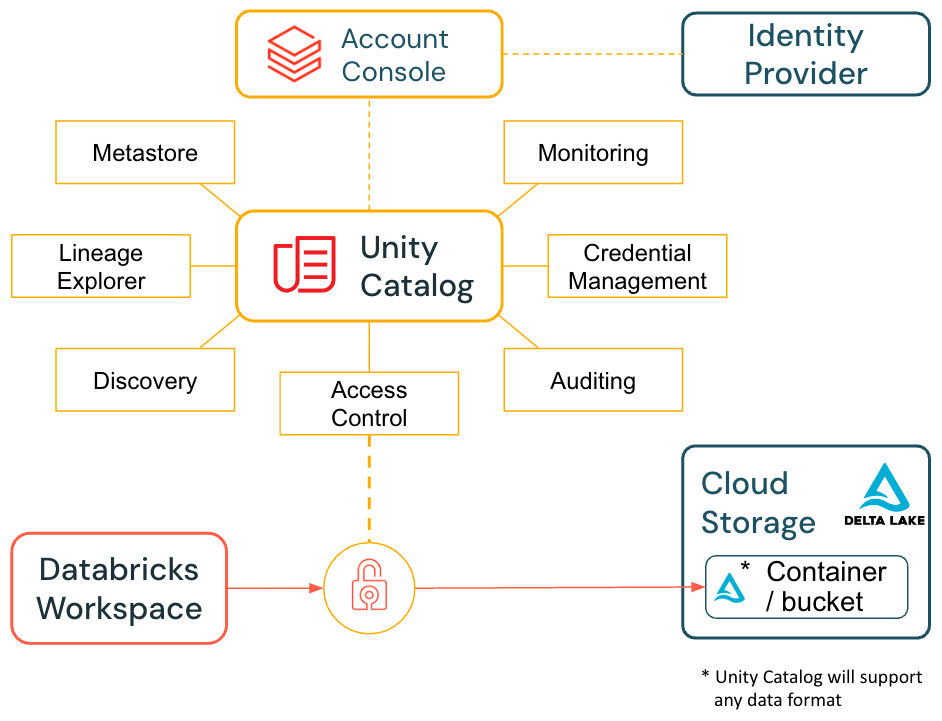 Account
Console
Identity
Provider
Metastore
Monitoring
Unity
Catalog
Lineage
Explorer
Credential
Management
Discovery
Access
Control
Auditing
Cloud
Storage
DELTA LAKE
Databricks
Workspace
* Container
/ bucket
* Unity Catalog will support
any data format